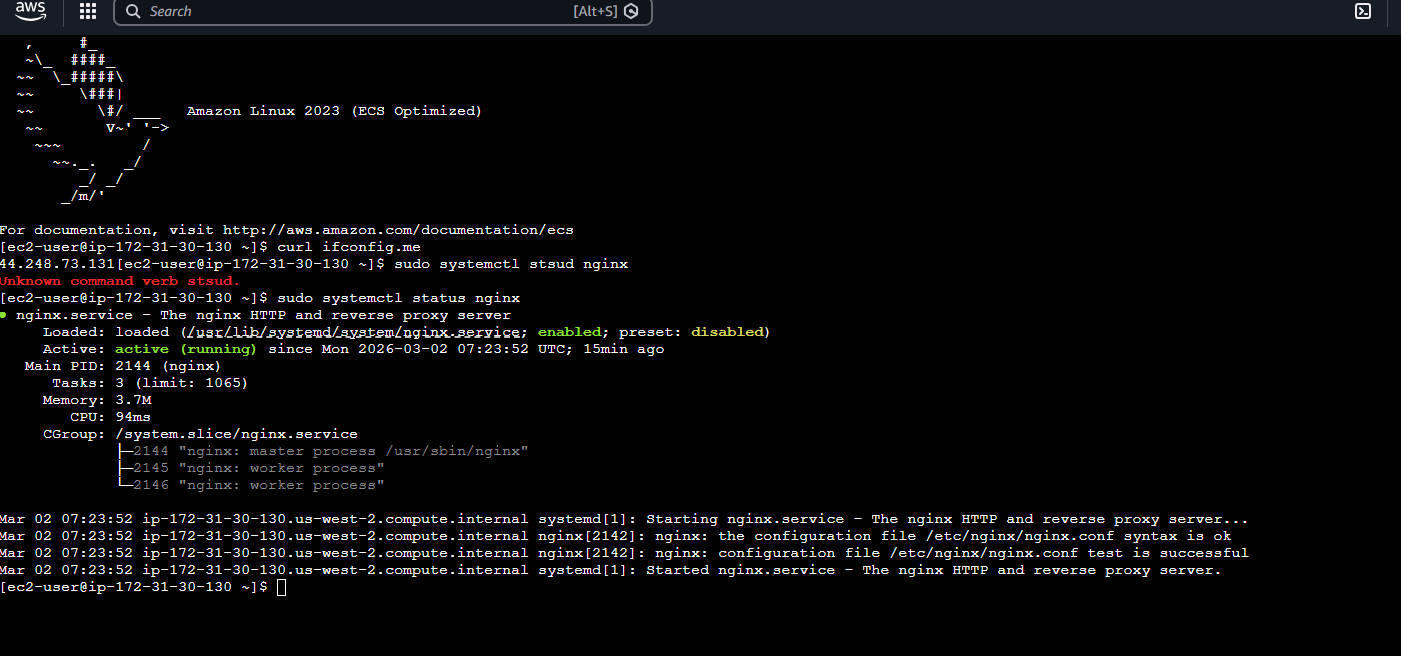 aws
Search [Alt+S]
   ,     #_
   ~\_  ####_
  ~~  \_#####\
  ~~     \###|
  ~~       \#/ ___   Amazon Linux 2023 (ECS Optimized)
   ~~       V~' '->
    ~~~         /
      ~~._.   _/
         _/ _/
       _/m/'
For documentation, visit http://aws.amazon.com/documentation/ecs
[ec2-user@ip-172-31-30-130 ~]$ curl ifconfig.me
44.248.73.131[ec2-user@ip-172-31-30-130 ~]$ sudo systemctl stsud nginx
Unknown command verb stsud.
[ec2-user@ip-172-31-30-130 ~]$ sudo systemctl status nginx
● nginx.service - The nginx HTTP and reverse proxy server
     Loaded: loaded (/usr/lib/systemd/system/nginx.service; enabled; preset: disabled)
     Active: active (running) since Mon 2026-03-02 07:23:52 UTC; 15min ago
   Main PID: 2144 (nginx)
      Tasks: 3 (limit: 1065)
     Memory: 3.7M
        CPU: 94ms
     CGroup: /system.slice/nginx.service
             ├─2144 "nginx: master process /usr/sbin/nginx"
             ├─2145 "nginx: worker process"
             └─2146 "nginx: worker process"
Mar 02 07:23:52 ip-172-31-30-130.us-west-2.compute.internal systemd[1]: Starting nginx.service - The nginx HTTP and reverse proxy server...
Mar 02 07:23:52 ip-172-31-30-130.us-west-2.compute.internal nginx[2142]: nginx: the configuration file /etc/nginx/nginx.conf syntax is ok
Mar 02 07:23:52 ip-172-31-30-130.us-west-2.compute.internal nginx[2142]: nginx: configuration file /etc/nginx/nginx.conf test is successful
Mar 02 07:23:52 ip-172-31-30-130.us-west-2.compute.internal systemd[1]: Started nginx.service - The nginx HTTP and reverse proxy server.
[ec2-user@ip-172-31-30-130 ~]$